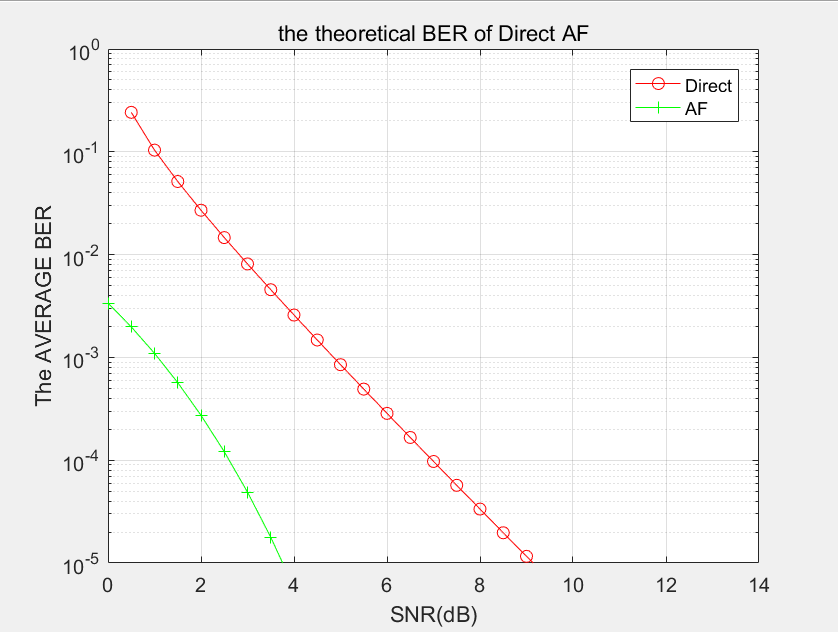 the theoretical BER of Direct AF
Direct
AF
10^0
10^-1
10^-2
10^-3
10^-4
10^-5
The AVERAGE BER
0 2 4 6 8 10 12 14
SNR(dB)